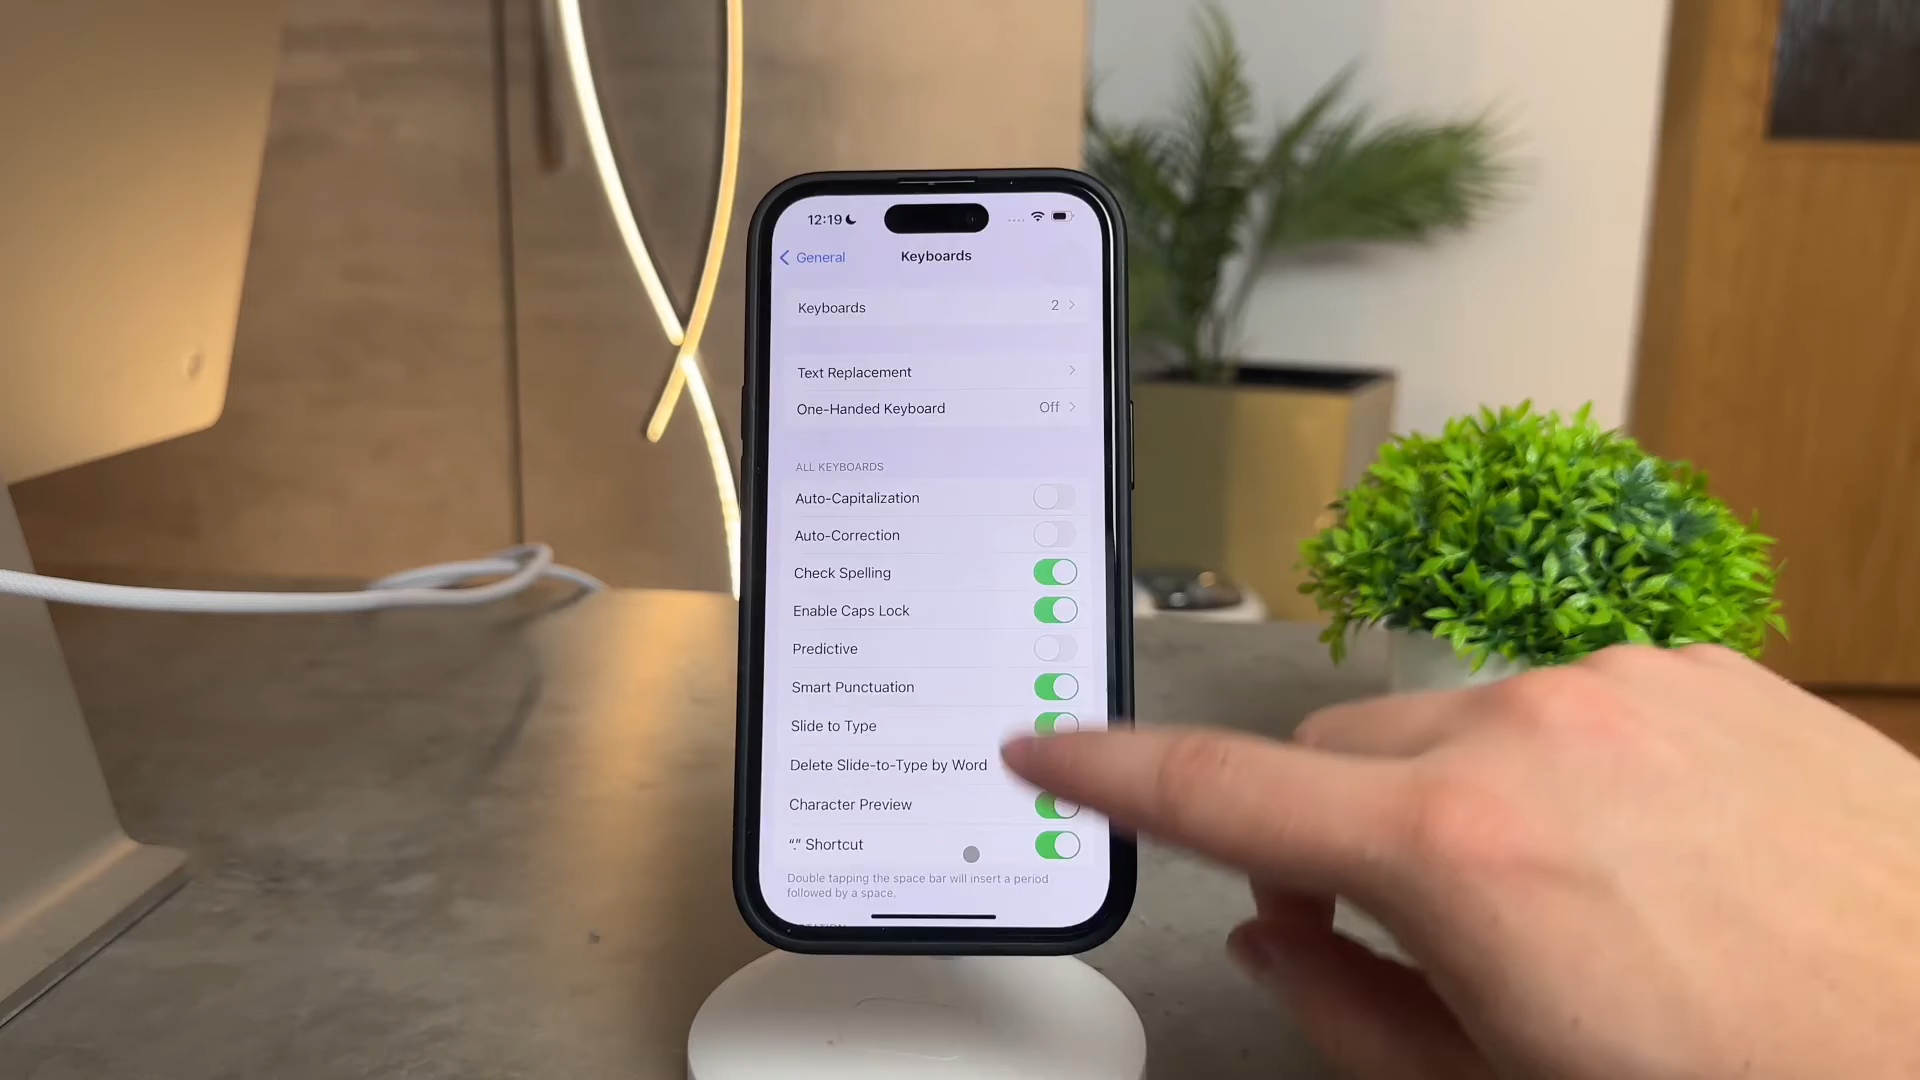 12:19
General
Keyboards
Keyboards 2
Text Replacement
One-Handed Keyboard Off
ALL KEYBOARDS
Auto-Capitalization
Auto-Correction
Check Spelling
Enable Caps Lock
Predictive
Smart Punctuation
Slide to Type
Delete Slide-to-Type by Word
Character Preview
“.” Shortcut
Double tapping the space bar will insert a period
followed by a space.